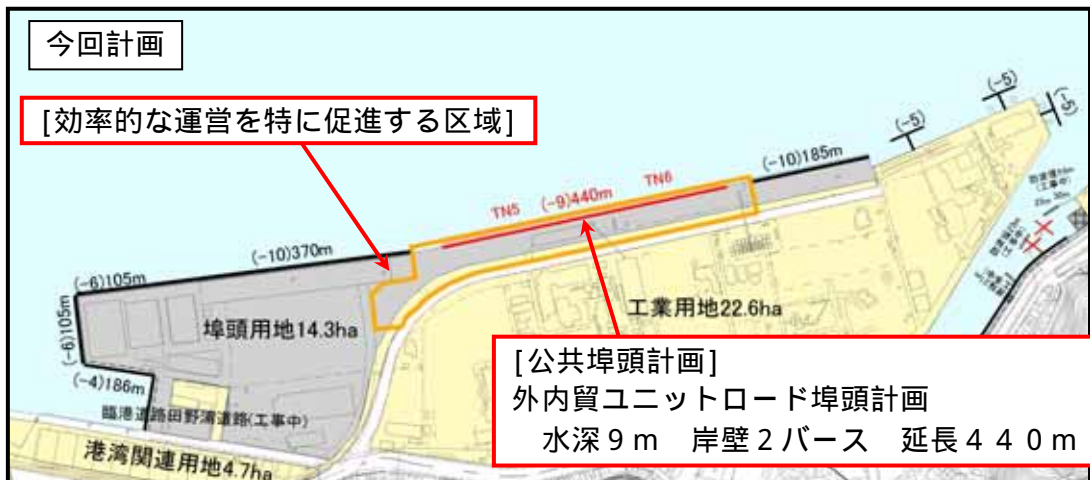 今回計画
[効率的な運営を特に促進する区域]
(-5)
(-5)
(-5)
(-10)185m
TN5 (-9)440m TN6
(-10)370m
(-6)105m
(-6)105m
(-4)186m
埠頭用地14.3ha
工業用地22.6ha
臨港道路田野浦道路(工事中)
港湾関連用地4.7ha
[公共埠頭計画]
外内貿ユニットロード埠頭計画
水深9m 岸壁2バース 延長440m